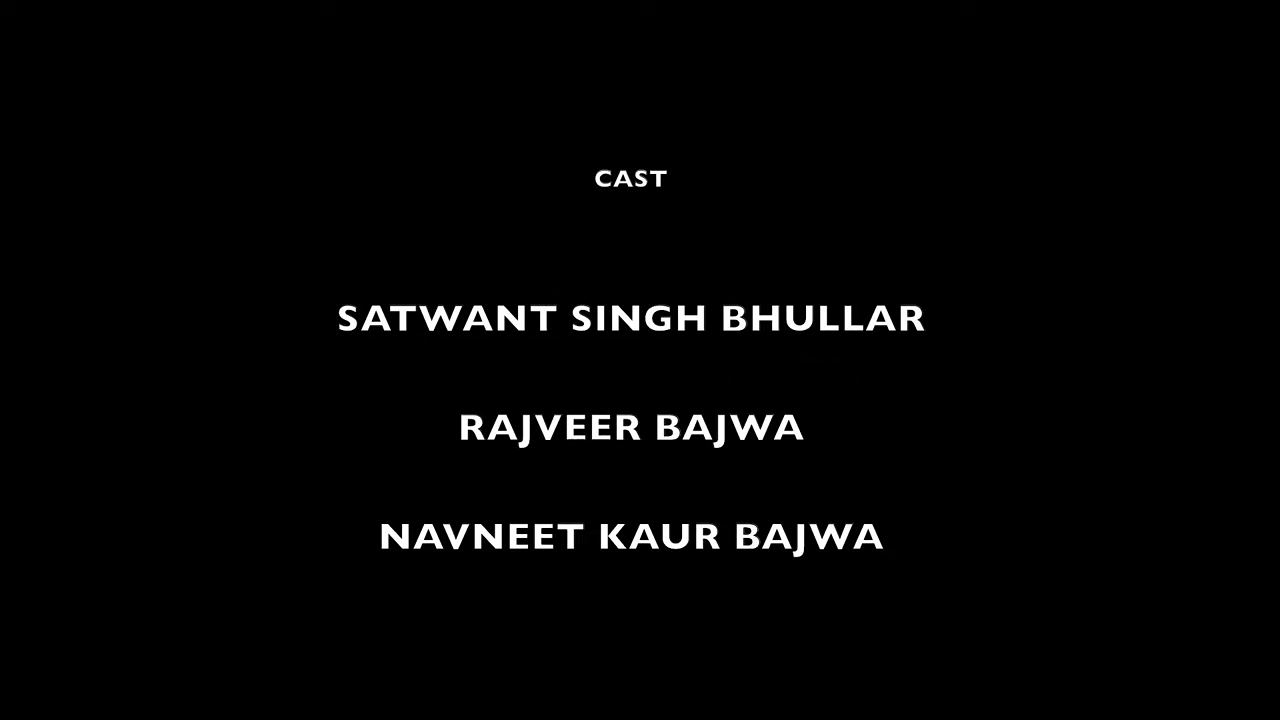 CAST
SATWANT SINGH BHULLAR
RAJVEER BAJWA
NAVNEET KAUR BAJWA